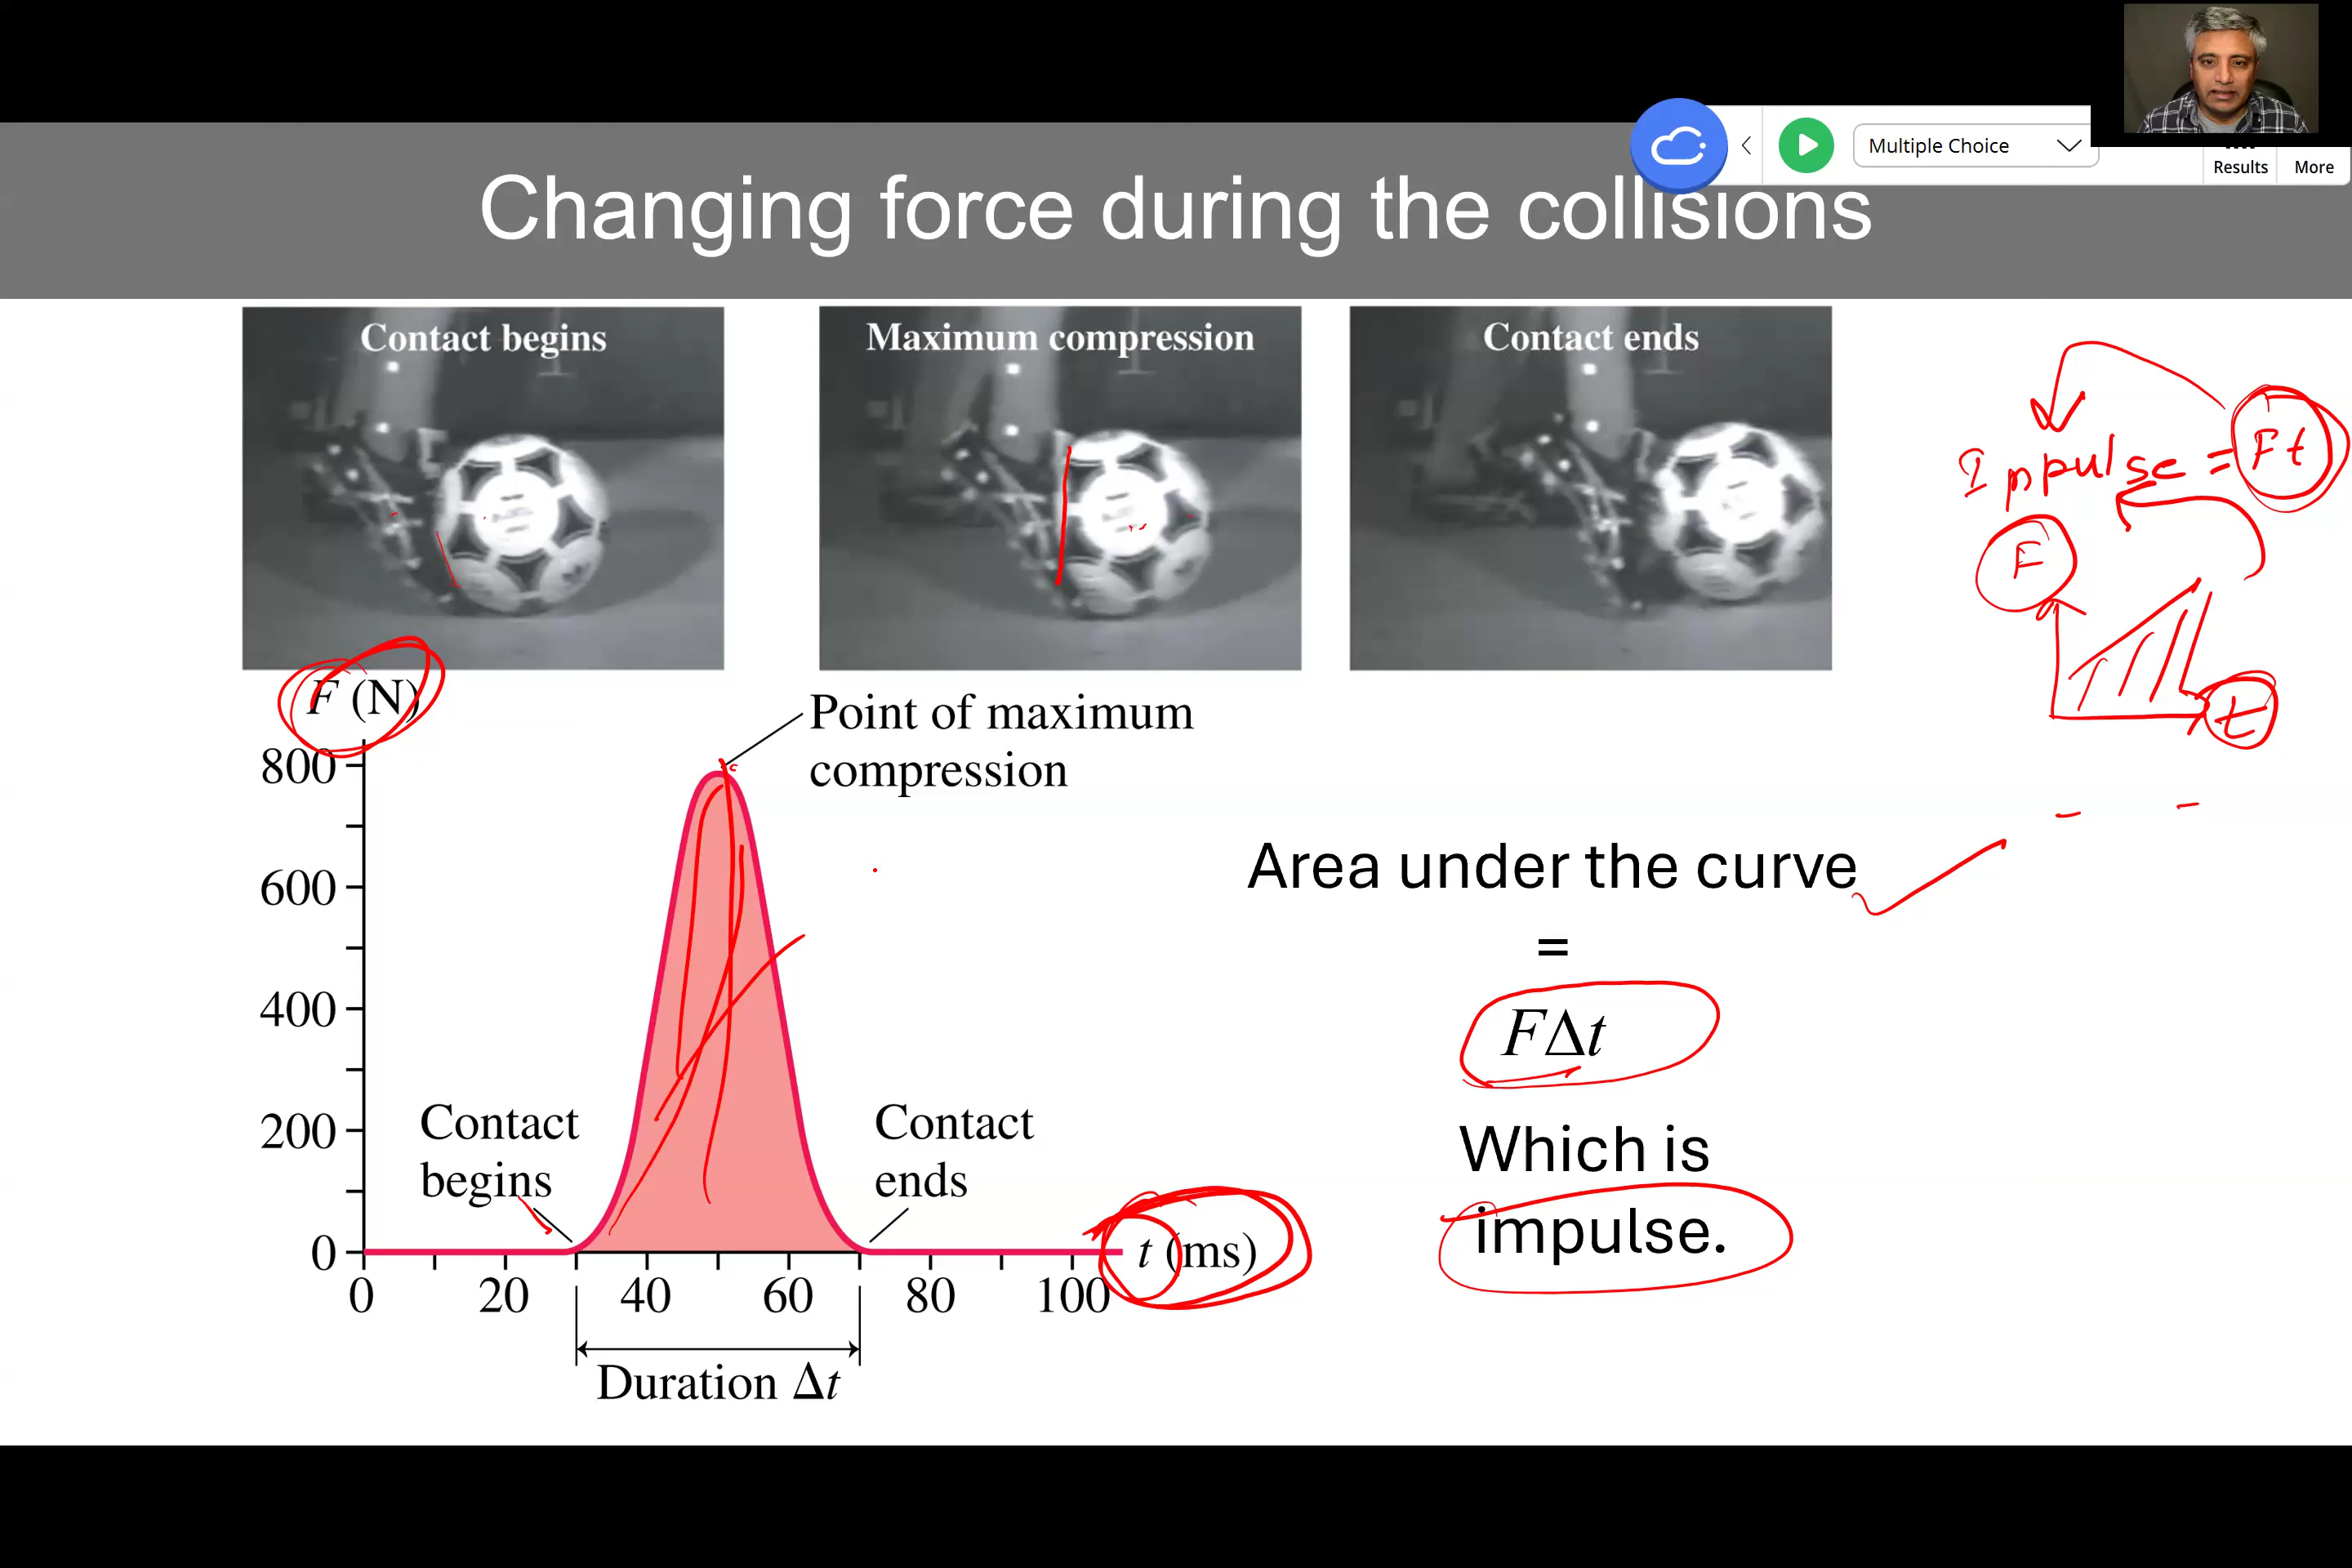 Multiple Choice
Results
More
Changing force during the collisions
Contact begins
Maximum compression
Contact ends
Impulse = Ft
F
t
F (N)
Point of maximum
compression
800
600
400
200
0
Contact
begins
Contact
ends
t (ms)
0 20 40 60 80 100
Duration Δt
Area under the curve
=
FΔt
Which is
impulse.